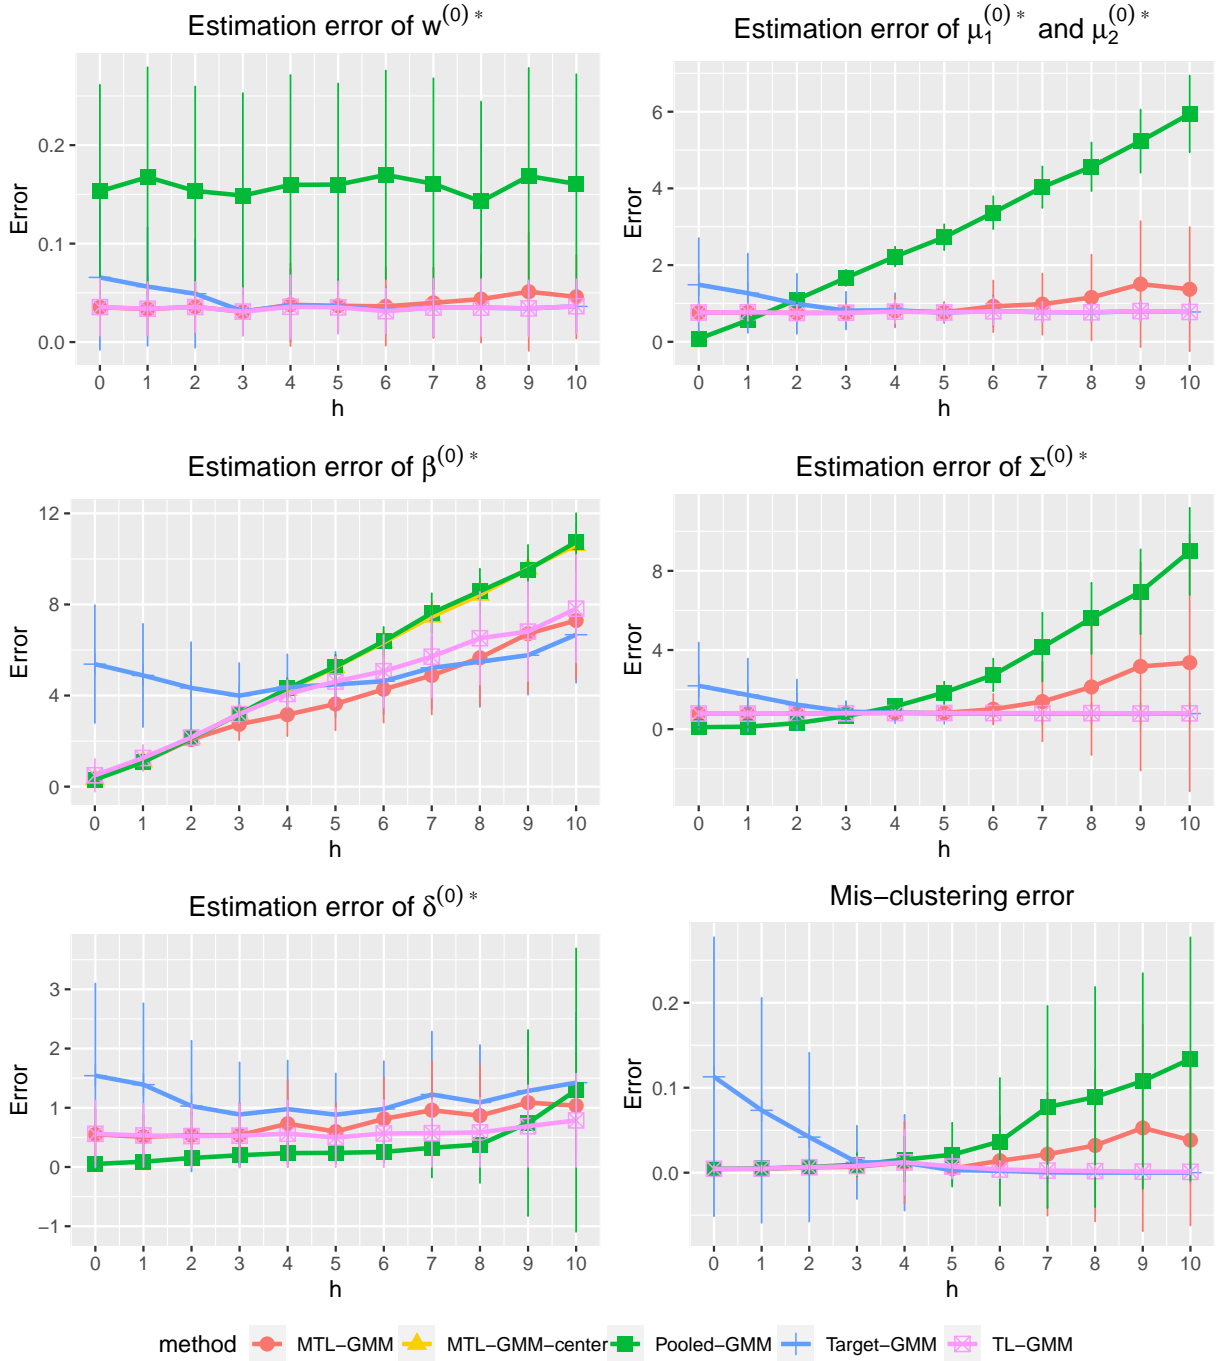 Estimation error of w^(0)*
Estimation error of μ₁^(0)* and μ₂^(0)*
Error
0.2
0.1
0.0
0 1 2 3 4 5 6 7 8 9 10
h
Error
6
4
2
0
0 1 2 3 4 5 6 7 8 9 10
h
Estimation error of β^(0)*
Estimation error of Σ^(0)*
Error
12
8
4
0
0 1 2 3 4 5 6 7 8 9 10
h
Error
8
4
0
0 1 2 3 4 5 6 7 8 9 10
h
Estimation error of δ^(0)*
Mis−clustering error
Error
3
2
1
0
−1
0 1 2 3 4 5 6 7 8 9 10
h
Error
0.2
0.1
0.0
0 1 2 3 4 5 6 7 8 9 10
h
method MTL−GMM MTL−GMM−center Pooled−GMM Target−GMM TL−GMM